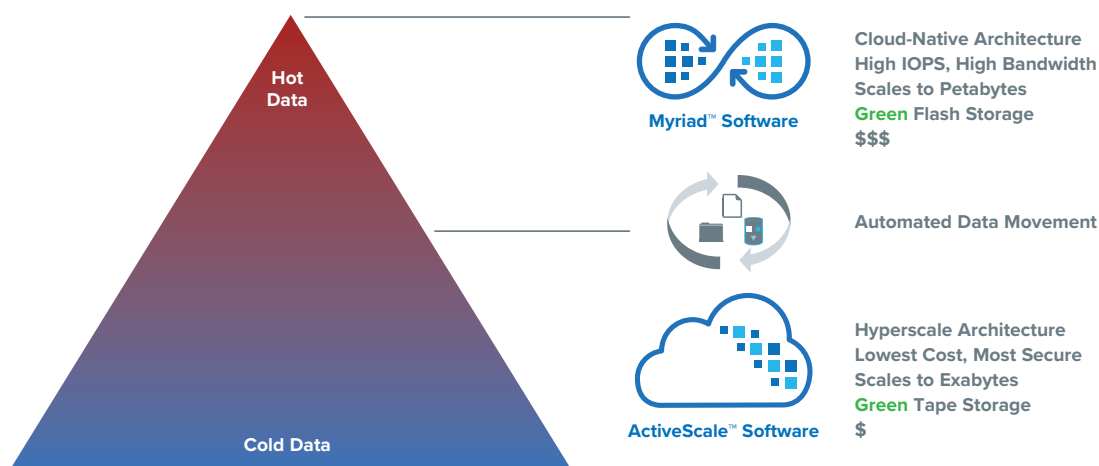 Hot
Data
Cold Data
Myriad™ Software
Cloud-Native Architecture
High IOPS, High Bandwidth
Scales to Petabytes
Green Flash Storage
$$$
Automated Data Movement
ActiveScale™ Software
Hyperscale Architecture
Lowest Cost, Most Secure
Scales to Exabytes
Green Tape Storage
$